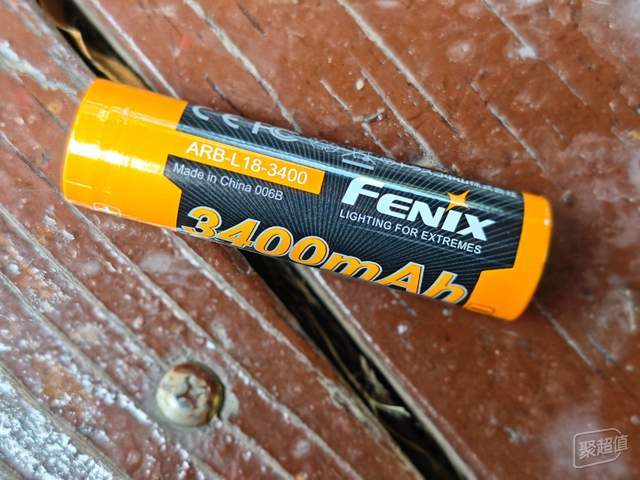 ARB-L18-3400
Made in China 006B
FENIX
LIGHTING FOR EXTREMES
3400mAh
聚超值